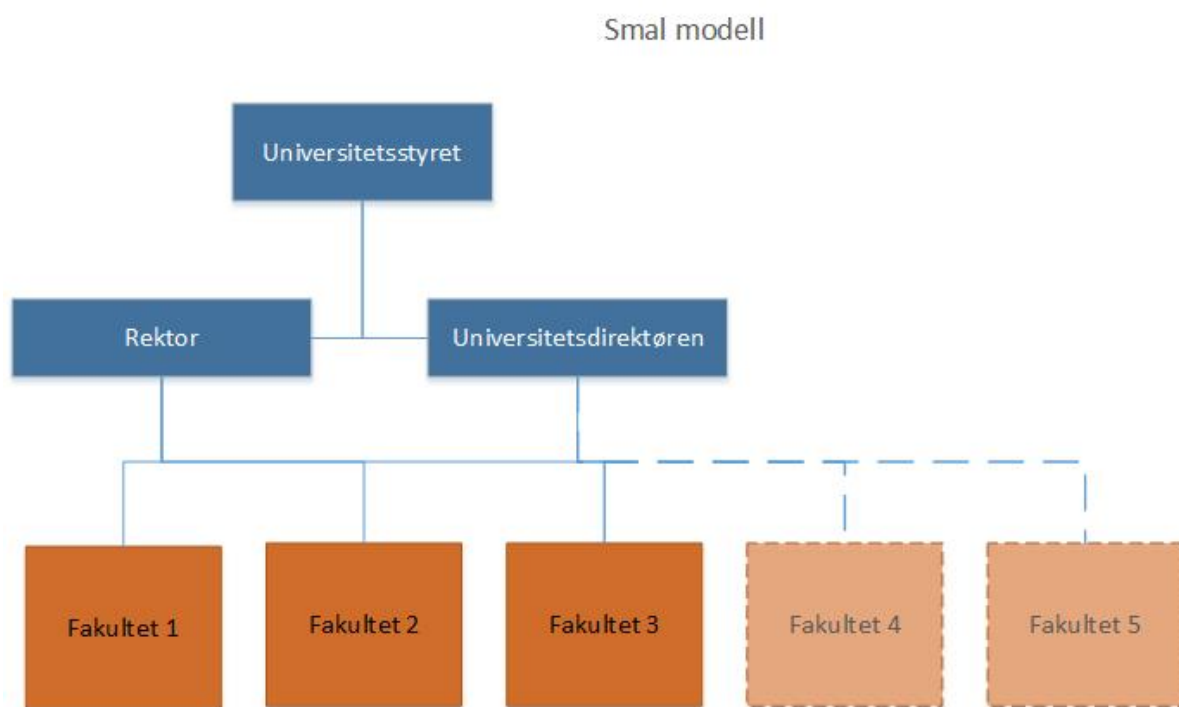 Smal modell
Universitetsstyret
Rektor
Universitetsdirektøren
Fakultet 1
Fakultet 2
Fakultet 3
Fakultet 4
Fakultet 5